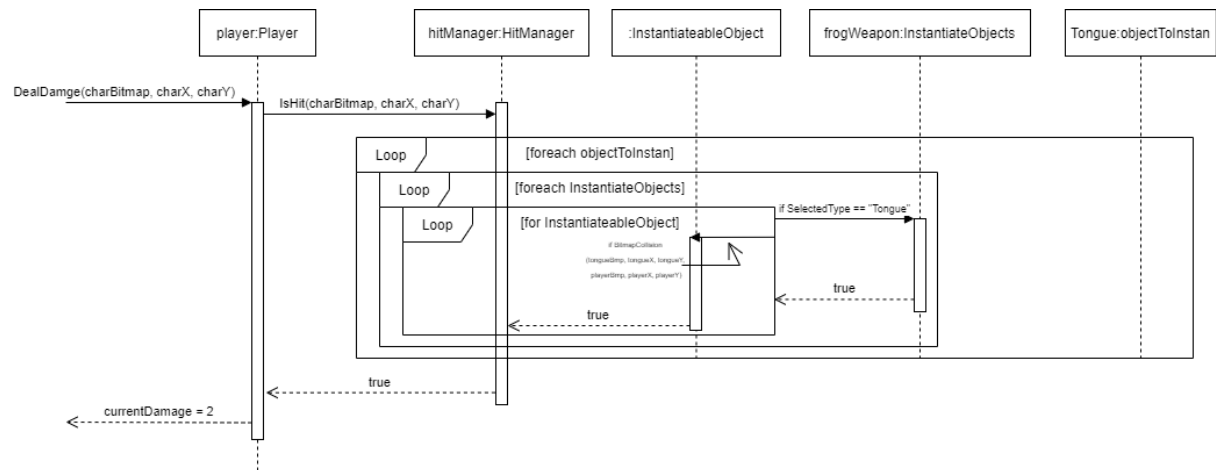 player:Player
hitManager:HitManager
:InstantiateableObject
frogWeapon:InstantiateObjects
Tongue:objectToInstan
DealDamge(charBitmap, charX, charY)
IsHit(charBitmap, charX, charY)
Loop
[foreach objectToInstan]
Loop
[foreach InstantiateObjects]
Loop
[for InstantiateableObject]
if SelectedType == "Tongue"
if BitmapCollision
(tongueBmp, tongueX, tongueY,
playerBmp, playerX, playerY)
true
true
true
currentDamage = 2